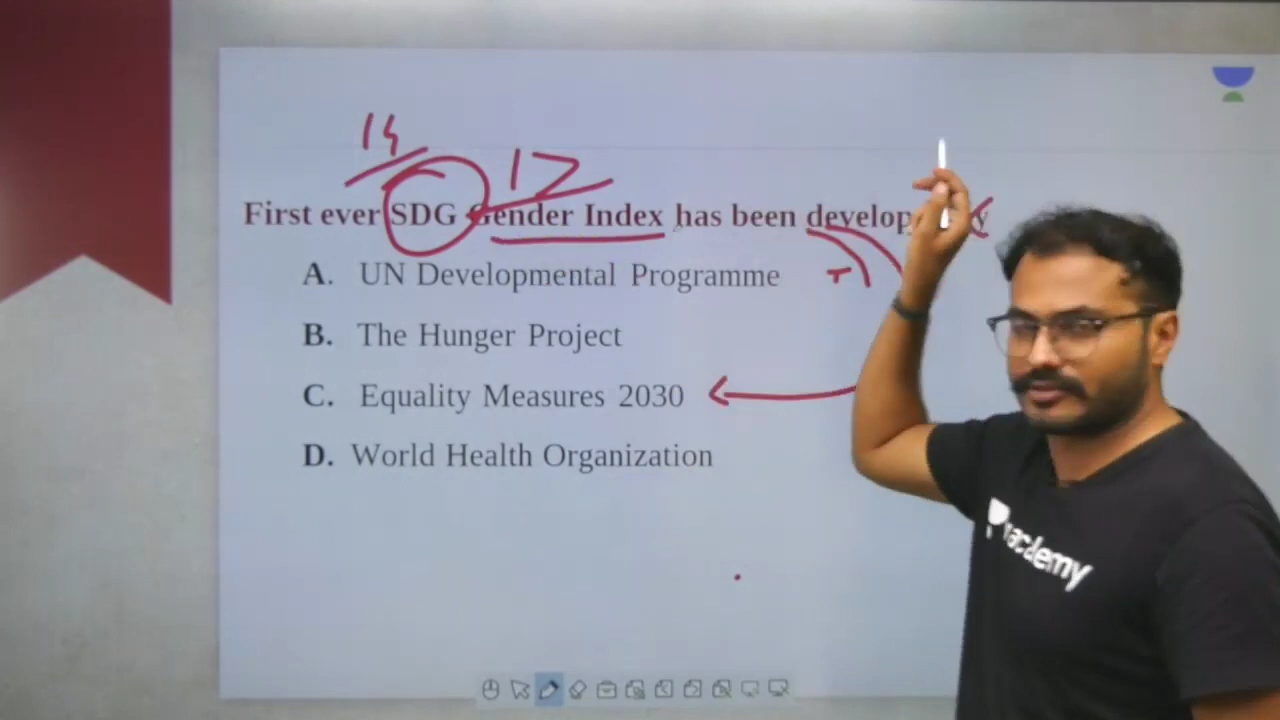 14
17
First ever SDG Gender Index has been develop y
A. UN Developmental Programme
B. The Hunger Project
C. Equality Measures 2030
D. World Health Organization
academy